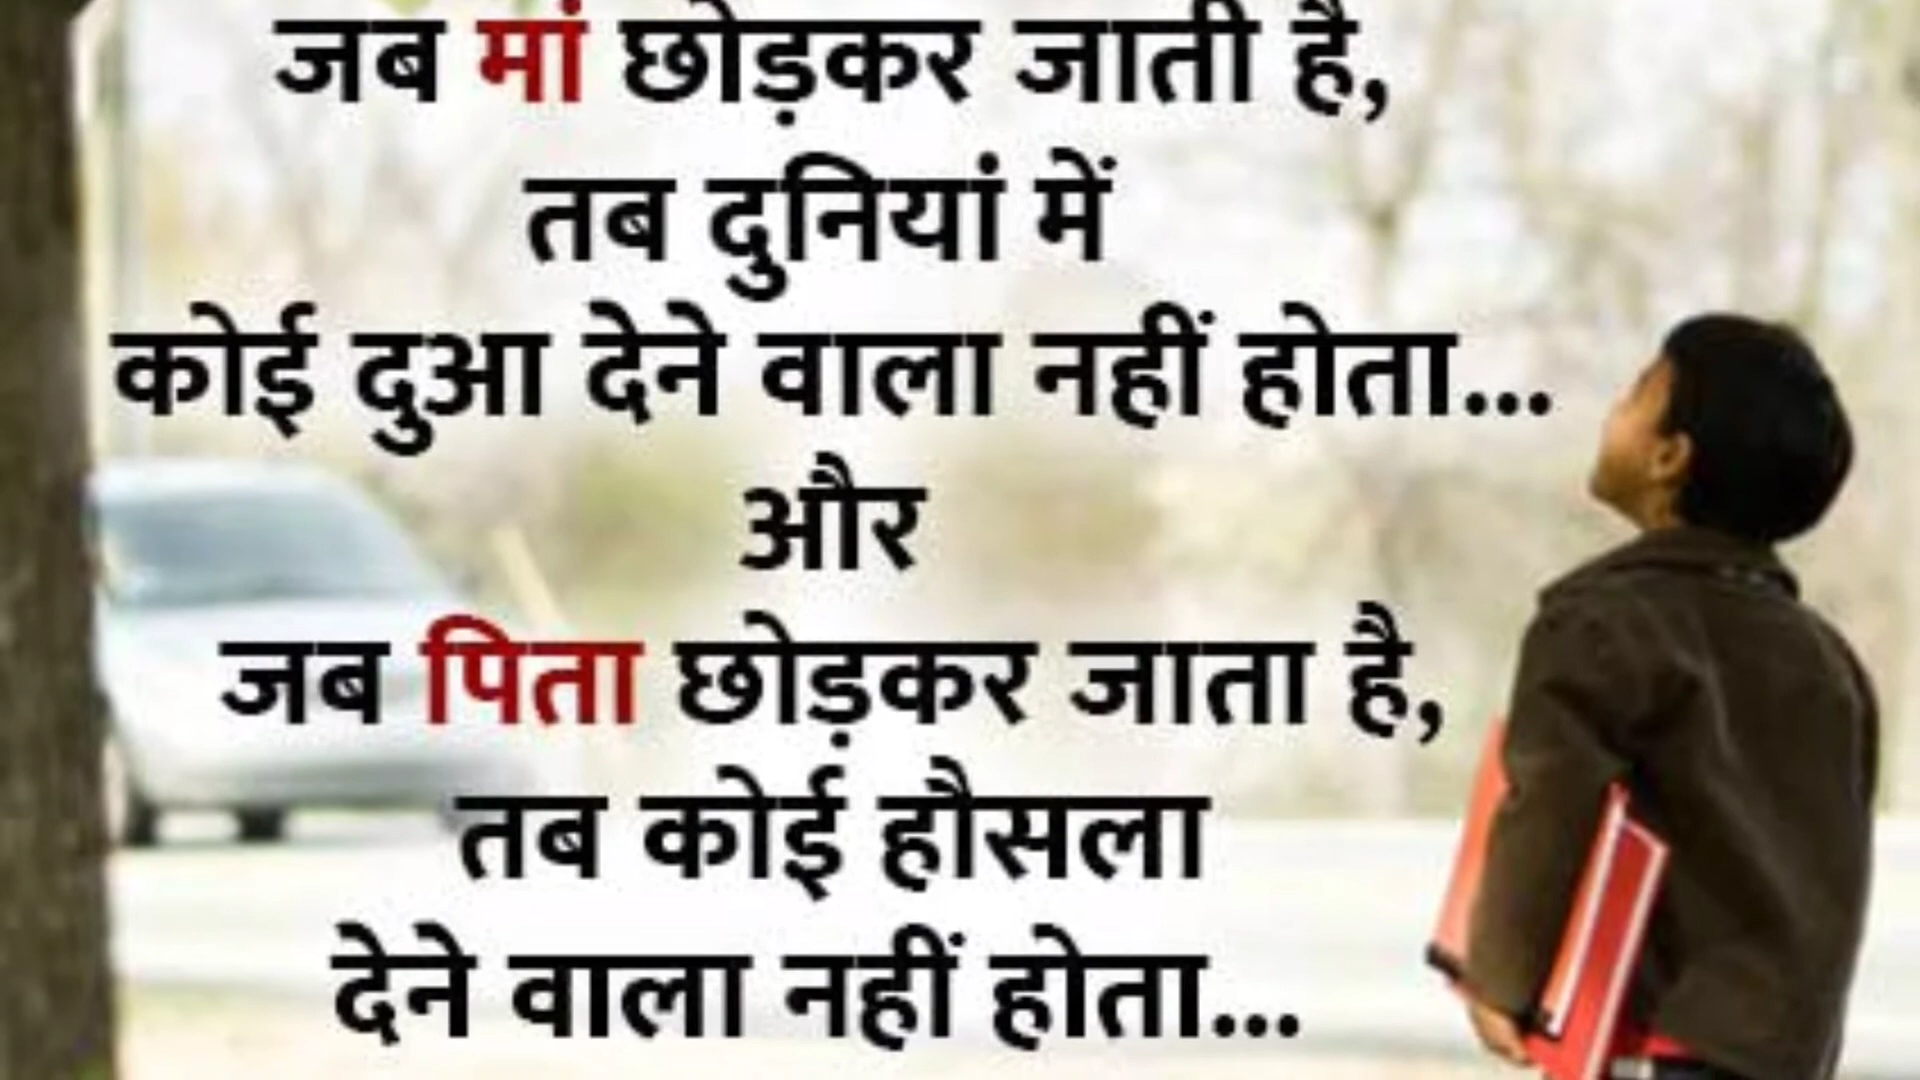 जब मां छोड़कर जाती है,
तब दुनियां में
कोई दुआ देने वाला नहीं होता...
और
जब पिता छोड़कर जाता है,
तब कोई हौसला
देने वाला नहीं होता...